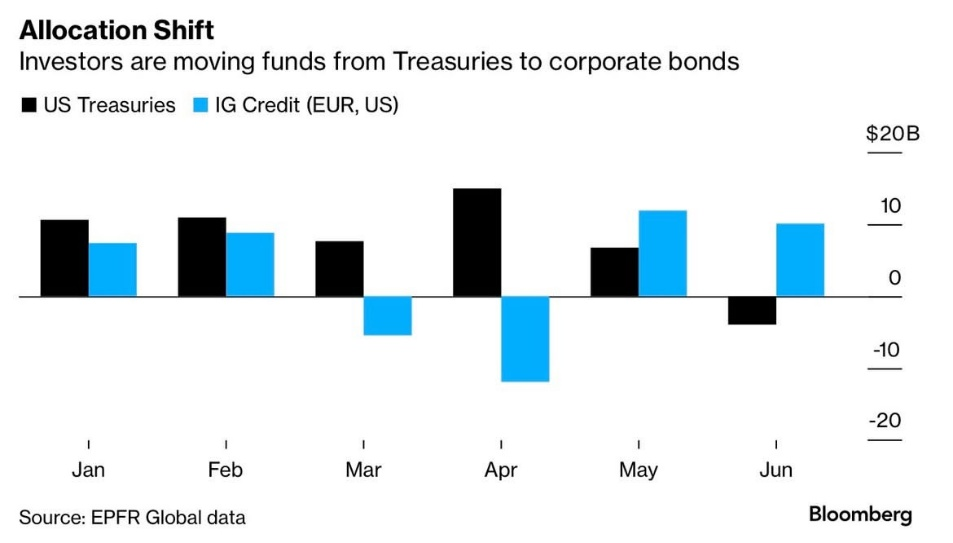 Allocation Shift
Investors are moving funds from Treasuries to corporate bonds
US Treasuries IG Credit (EUR, US)
$20B
10
0
-10
-20
Jan Feb Mar Apr May Jun
Source: EPFR Global data
Bloomberg